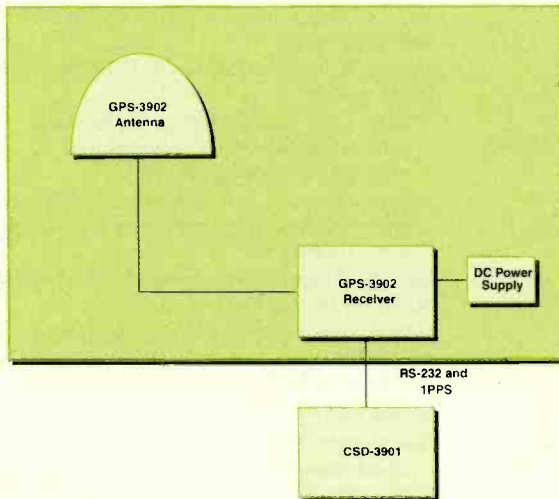 GPS-3902
Antenna
GPS-3902
Receiver
DC Power
Supply
RS-232 and
1PPS
CSD-3901